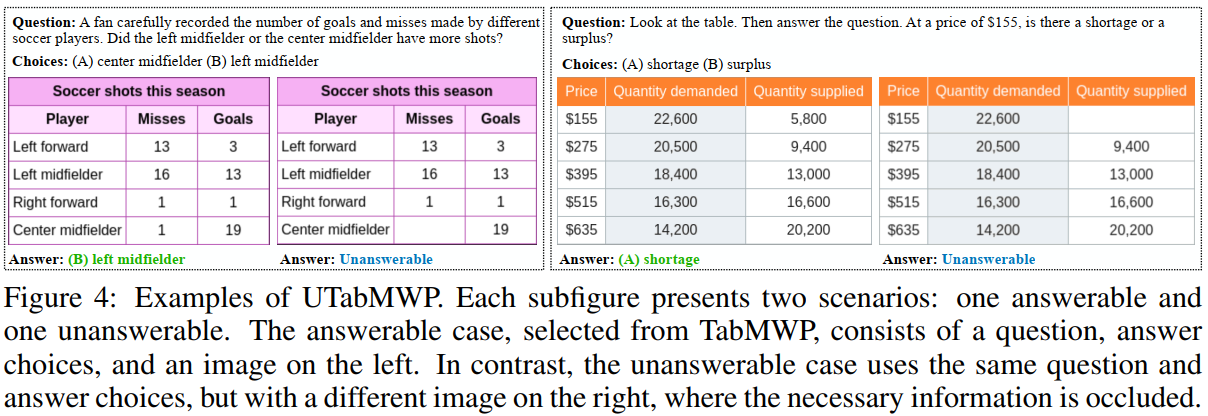 Question: A fan carefully recorded the number of goals and misses made by different
soccer players. Did the left midfielder or the center midfielder have more shots?
Choices: (A) center midfielder (B) left midfielder
Soccer shots this season
Player Misses Goals
Left forward 13 3
Left midfielder 16 13
Right forward 1 1
Center midfielder 1 19
Answer: (B) left midfielder
Soccer shots this season
Player Misses Goals
Left forward 13 3
Left midfielder 16 13
Right forward 1 1
Center midfielder 19
Answer: Unanswerable
Question: Look at the table. Then answer the question. At a price of $155, is there a shortage or a
surplus?
Choices: (A) shortage (B) surplus
Price Quantity demanded Quantity supplied
$155 22,600 5,800
$275 20,500 9,400
$395 18,400 13,000
$515 16,300 16,600
$635 14,200 20,200
Answer: (A) shortage
Price Quantity demanded Quantity supplied
$155 22,600
$275 20,500 9,400
$395 18,400 13,000
$515 16,300 16,600
$635 14,200 20,200
Answer: Unanswerable
Figure 4: Examples of UTabMWP. Each subfigure presents two scenarios: one answerable and
one unanswerable. The answerable case, selected from TabMWP, consists of a question, answer
choices, and an image on the left. In contrast, the unanswerable case uses the same question and
answer choices, but with a different image on the right, where the necessary information is occluded.